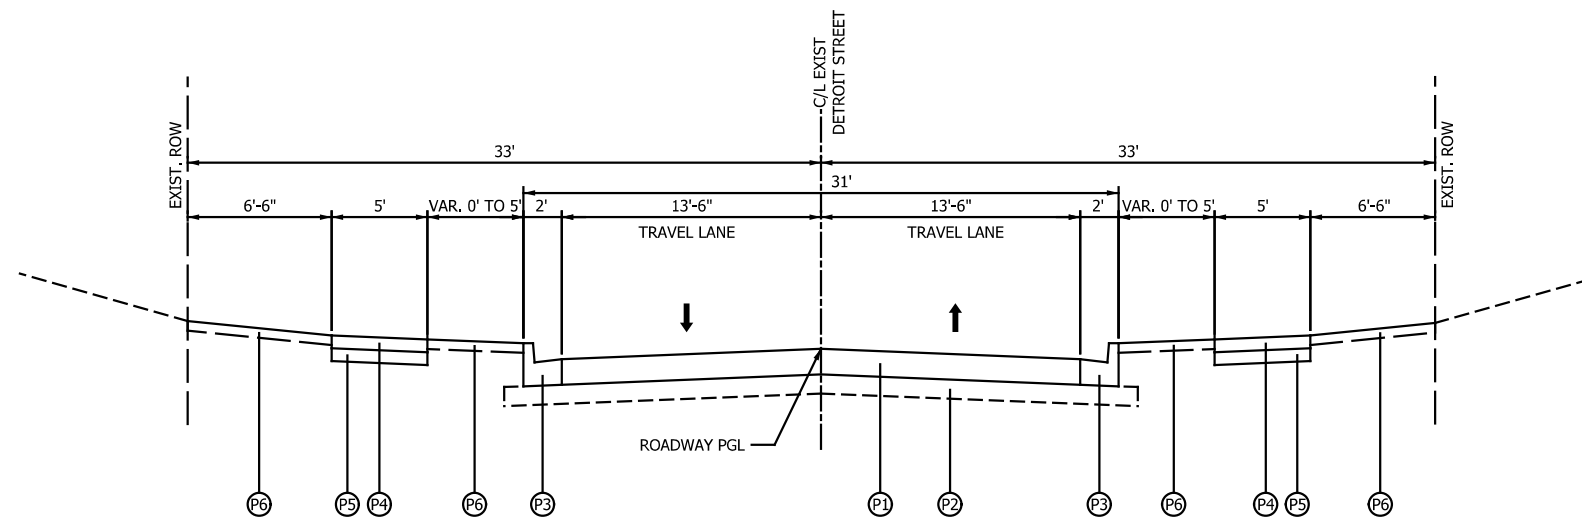 C/L EXIST
DETROIT STREET
EXIST. ROW
EXIST. ROW
33'
33'
31'
6'-6"
5'
VAR. 0' TO 5'
2'
13'-6"
13'-6"
2'
VAR. 0' TO 5'
5'
6'-6"
TRAVEL LANE
TRAVEL LANE
ROADWAY PGL
P6
P5
P4
P6
P3
P1
P2
P3
P6
P4
P5
P6